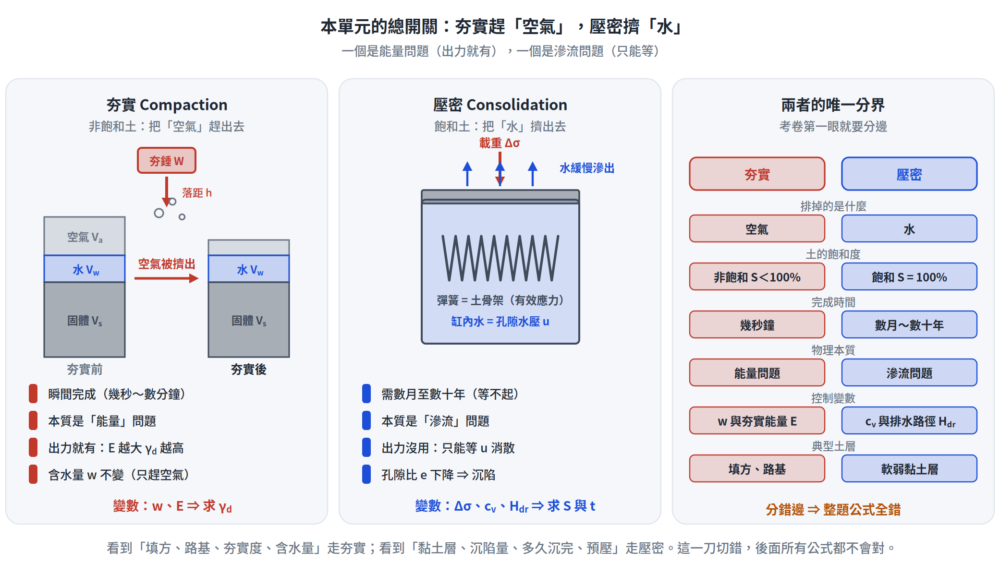 本單元的總開關：夯實趕「空氣」，壓密擠「水」
一個是能量問題（出力就有），一個是滲流問題（只能等）
夯實 Compaction
非飽和土：把「空氣」趕出去
夯錘 W
落距 h
空氣 Va
水 Vw
固體 Vs
空氣被擠出
水 Vw
固體 Vs
夯實前
夯實後
瞬間完成（幾秒～數分鐘）
本質是「能量」問題
出力就有：E 越大 γd 越高
含水量 w 不變（只趕空氣）
變數：w、E ⇒ 求 γd
壓密 Consolidation
飽和土：把「水」擠出去
載重 Δσ
水緩慢滲出
彈簧 = 土骨架（有效應力）
缸內水 = 孔隙水壓 u
需數月至數十年（等不起）
本質是「滲流」問題
出力沒用：只能等 u 消散
孔隙比 e 下降 ⇒ 沉陷
變數：Δσ、cv、Hdr ⇒ 求 S 與 t
兩者的唯一分界
考卷第一眼就要分邊
夯實
壓密
排掉的是什麼
空氣
水
土的飽和度
非飽和 S＜100%
飽和 S = 100%
完成時間
幾秒鐘
數月～數十年
物理本質
能量問題
滲流問題
控制變數
w 與夯實能量 E
cv 與排水路徑 Hdr
典型土層
填方、路基
軟弱黏土層
分錯邊 ⇒ 整題公式全錯
看到「填方、路基、夯實度、含水量」走夯實；看到「黏土層、沉陷量、多久沉完、預壓」走壓密。這一刀切錯，後面所有公式都不會對。